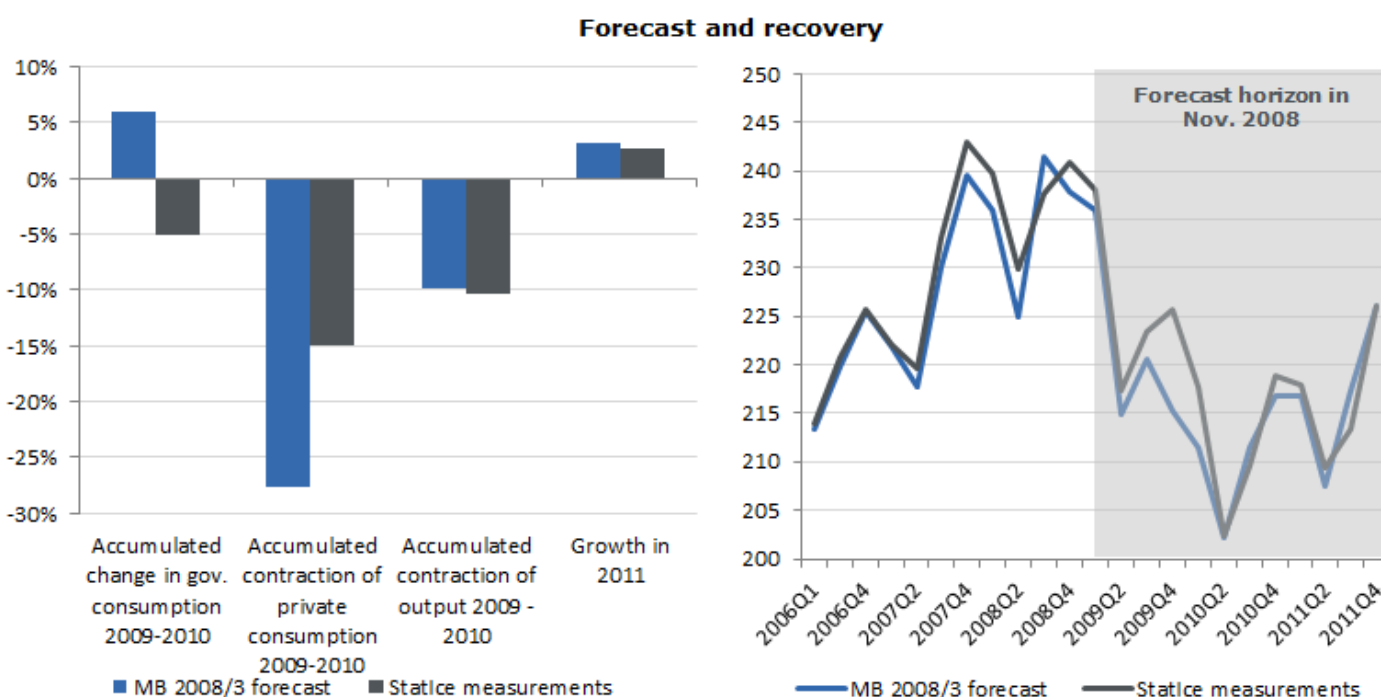 Forecast and recovery
10%
5%
0%
-5%
-10%
-15%
-20%
-25%
-30%
Accumulated
change in gov.
consumption
2009-2010
Accumulated
contraction of
private
consumption
2009-2010
Accumulated
contraction of
output 2009 -
2010
Growth in
2011
MB 2008/3 forecast
StatIce measurements
250
245
240
235
230
225
220
215
210
205
200
Forecast horizon in
Nov. 2008
2006Q1
2006Q4
2007Q2
2007Q4
2008Q2
2008Q4
2009Q2
2009Q4
2010Q2
2010Q4
2011Q2
2011Q4
MB 2008/3 forecast
StatIce measurements